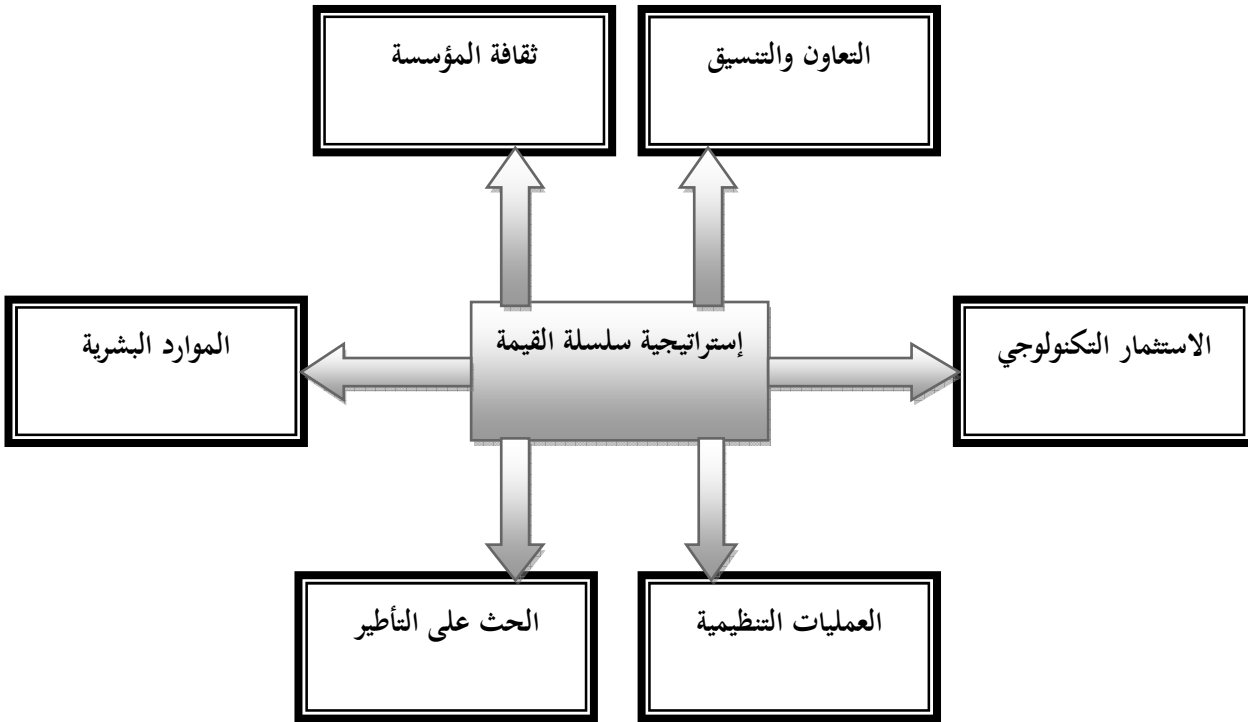 التعاون والتنسيق
ثقافة المؤسسة
الاستثمار التكنولوجي
إستراتيجية سلسلة القيمة
الموارد البشرية
العمليات التنظيمية
الحث على التأطير